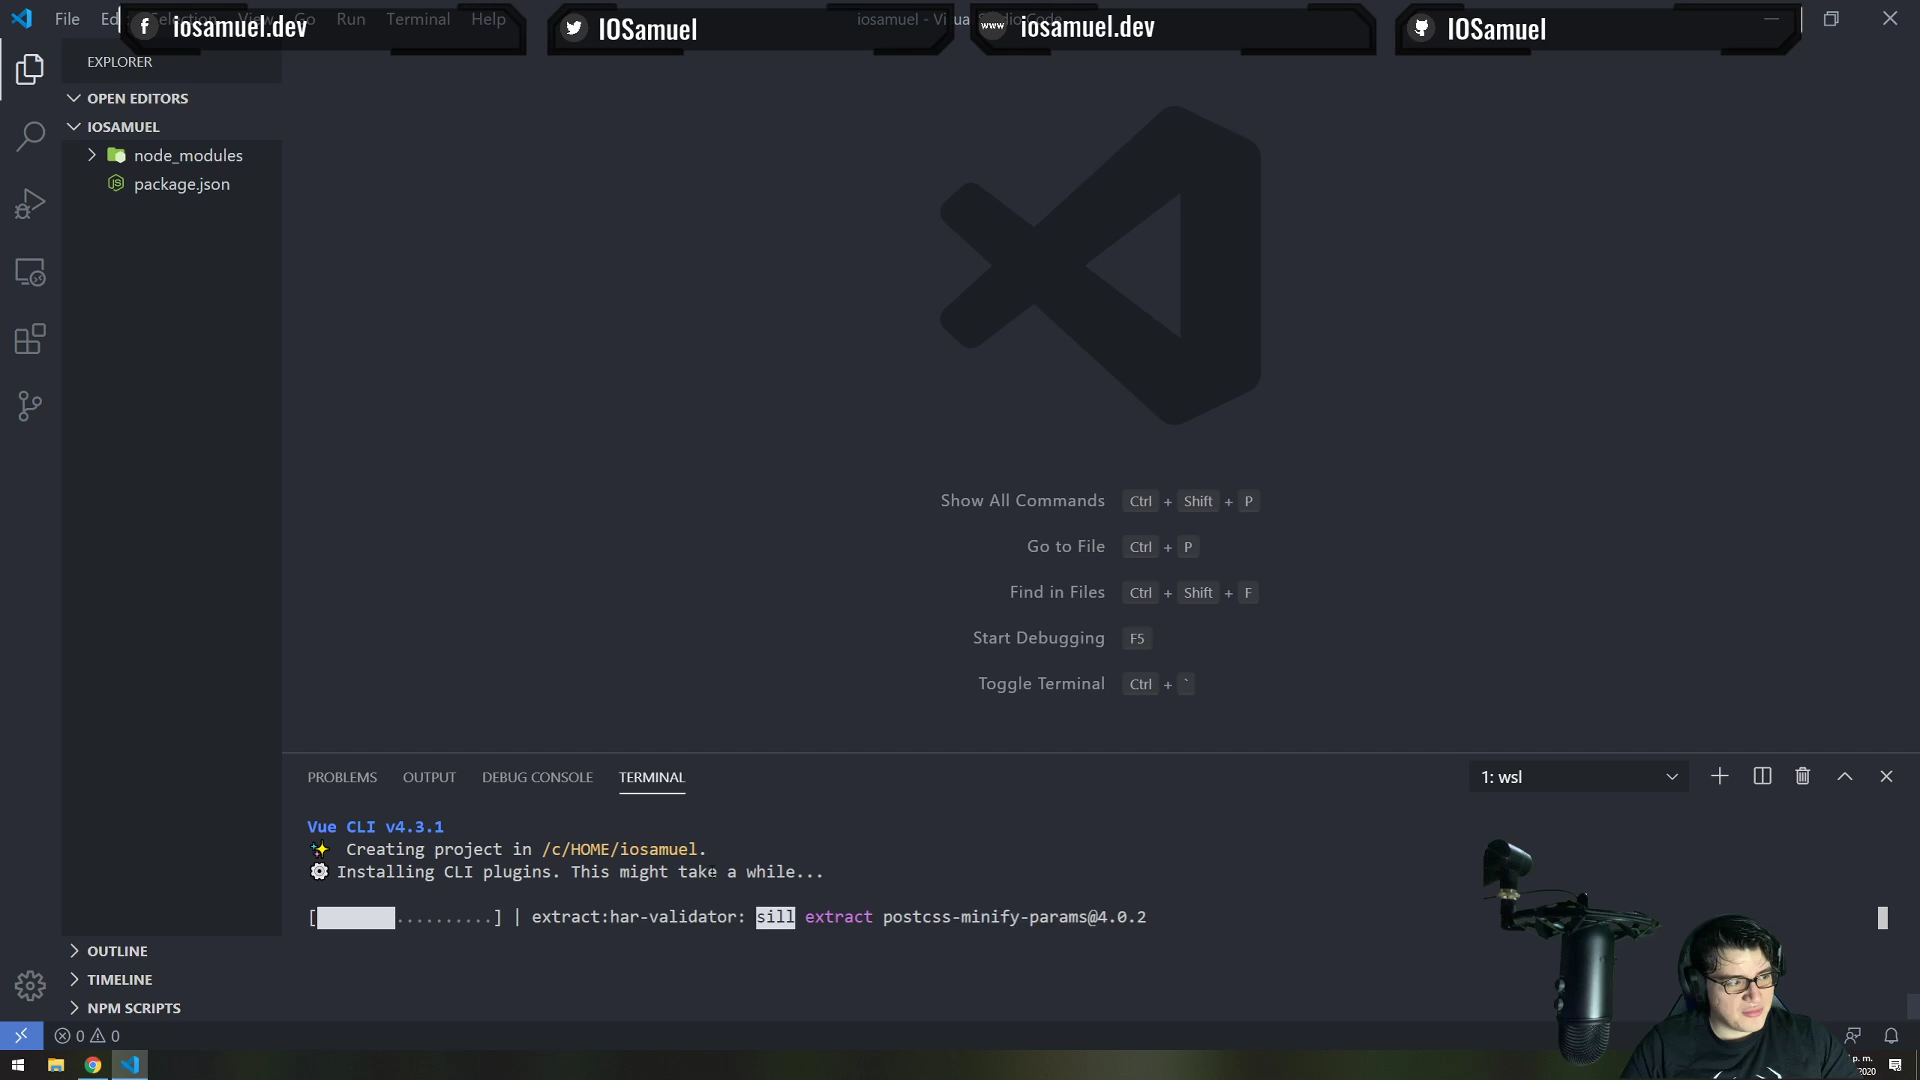 File
Run
Terminal
Help
iosamuel.dev
IOSamuel
www
iosamuel.dev
IOSamuel
EXPLORER
OPEN EDITORS
IOSAMUEL
node_modules
package.json
Show All Commands Ctrl + Shift + P
Go to File Ctrl + P
Find in Files Ctrl + Shift + F
Start Debugging F5
Toggle Terminal Ctrl + `
PROBLEMS OUTPUT DEBUG CONSOLE TERMINAL
1: wsl
Vue CLI v4.3.1
✨ Creating project in /c/HOME/iosamuel.
⚙ Installing CLI plugins. This might take a while...
[ ..........] | extract:har-validator: sill extract postcss-minify-params@4.0.2
OUTLINE
TIMELINE
NPM SCRIPTS
0 0
p. m.
2020